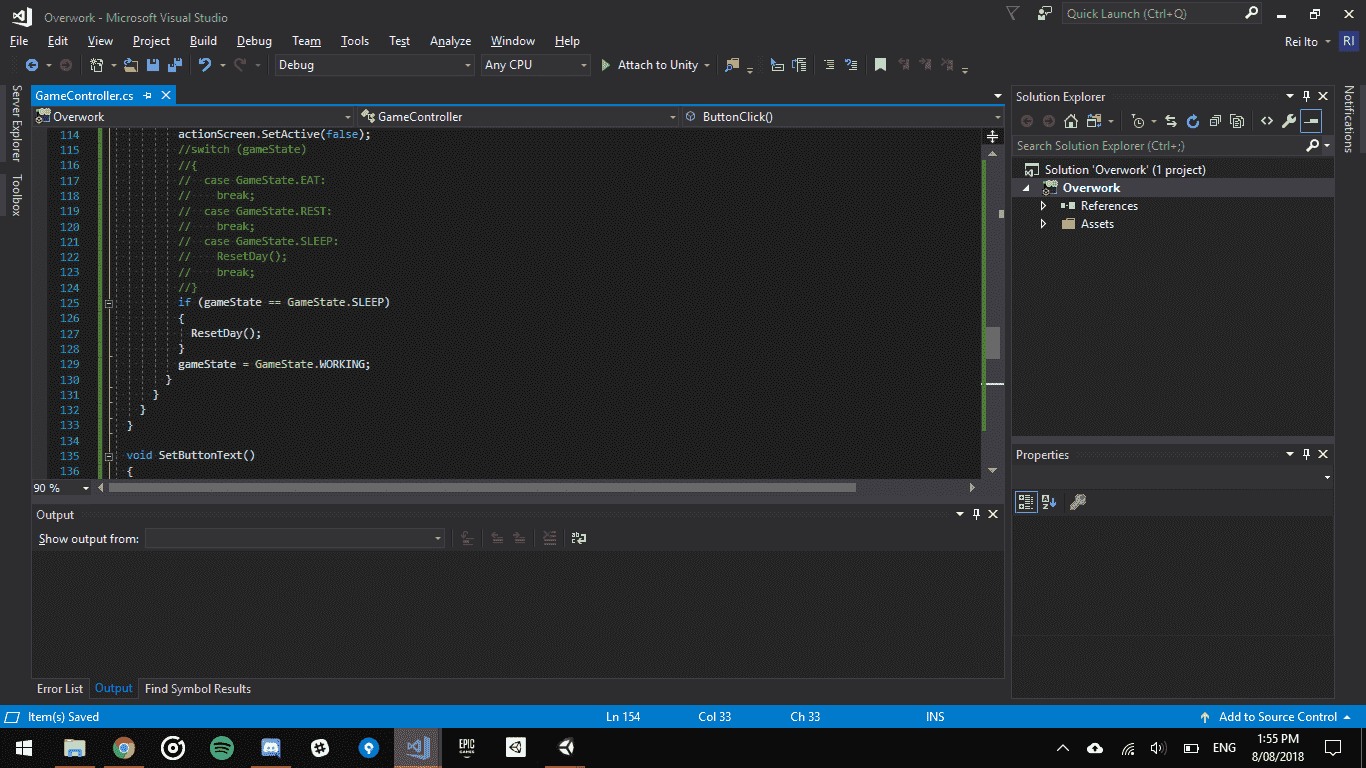 Overwork - Microsoft Visual Studio
Quick Launch (Ctrl+Q)
File Edit View Project Build Debug Team Tools Test Analyze Window Help
Rei Ito RI
Debug Any CPU Attach to Unity
Server Explorer
Toolbox
GameController.cs
Overwork GameController ButtonClick()
114 actionScreen.SetActive(false);
115 //switch (gameState)
116 //{
117 // case GameState.EAT:
118 // break;
119 // case GameState.REST:
120 // break;
121 // case GameState.SLEEP:
122 // ResetDay();
123 // break;
124 //}
125 if (gameState == GameState.SLEEP)
126 {
127 ResetDay();
128 }
129 gameState = GameState.WORKING;
130 }
131 }
132 }
133 }
134
135 void SetButtonText()
136 {
90 %
Output
Show output from:
Error List Output Find Symbol Results
Solution Explorer
Search Solution Explorer (Ctrl+;)
Solution 'Overwork' (1 project)
Overwork
References
Assets
Properties
Notifications
Item(s) Saved Ln 154 Col 33 Ch 33 INS Add to Source Control
EPIC
GAMES
ENG
1:55 PM
8/08/2018